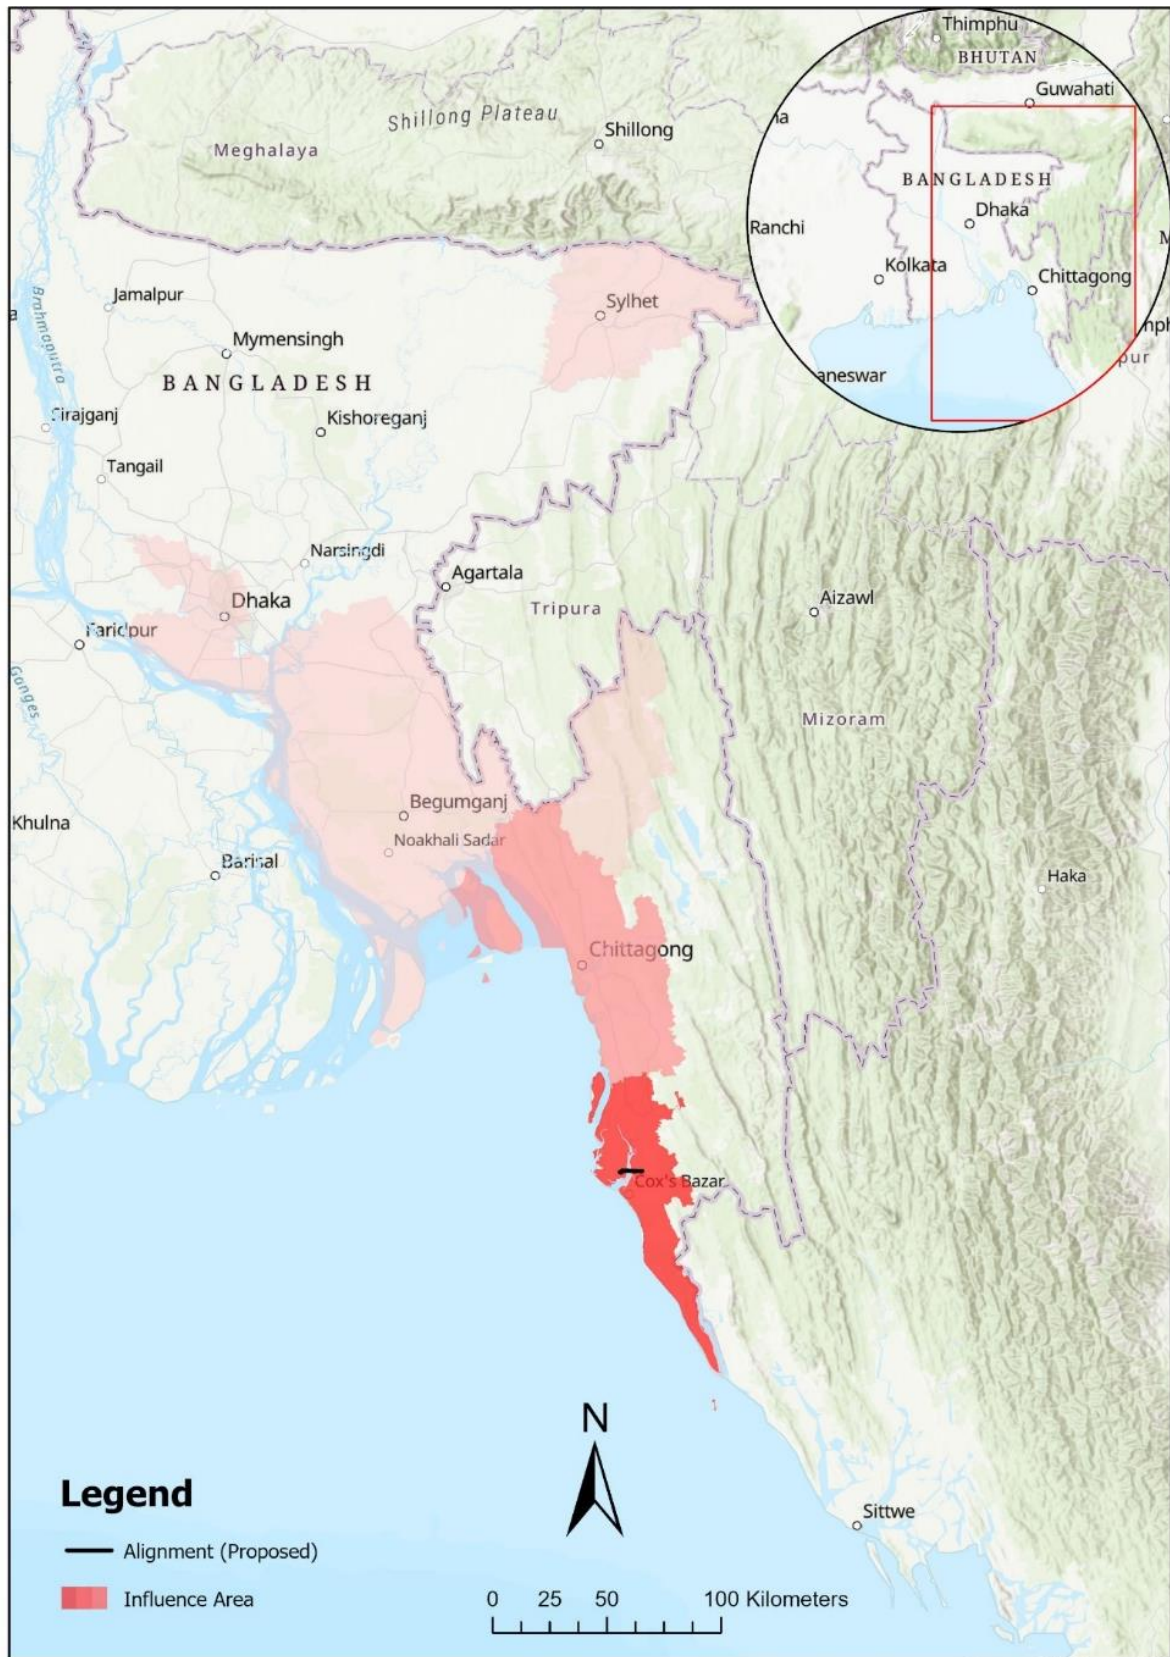 Thimphu
BHUTAN
Guwahati
BANGLADESH
Dhaka
Ranchi
Kolkata
Chittagong
aneswar
pur
Shillong Plateau
Shillong
Meghalaya
Sylhet
Jamalpur
Brahmaputra
Mymensingh
BANGLADESH
Sirajganj
Kishoreganj
Tangail
Narsingdi
Agartala
Dhaka
Tripura
Aizawl
Faridpur
Ganges
Mizoram
Begumganj
Khulna
Noakhali Sadar
Barisal
Haka
Chittagong
Cox's Bazar
N
Legend
Sittwe
Alignment (Proposed)
Influence Area
0 25 50 100 Kilometers